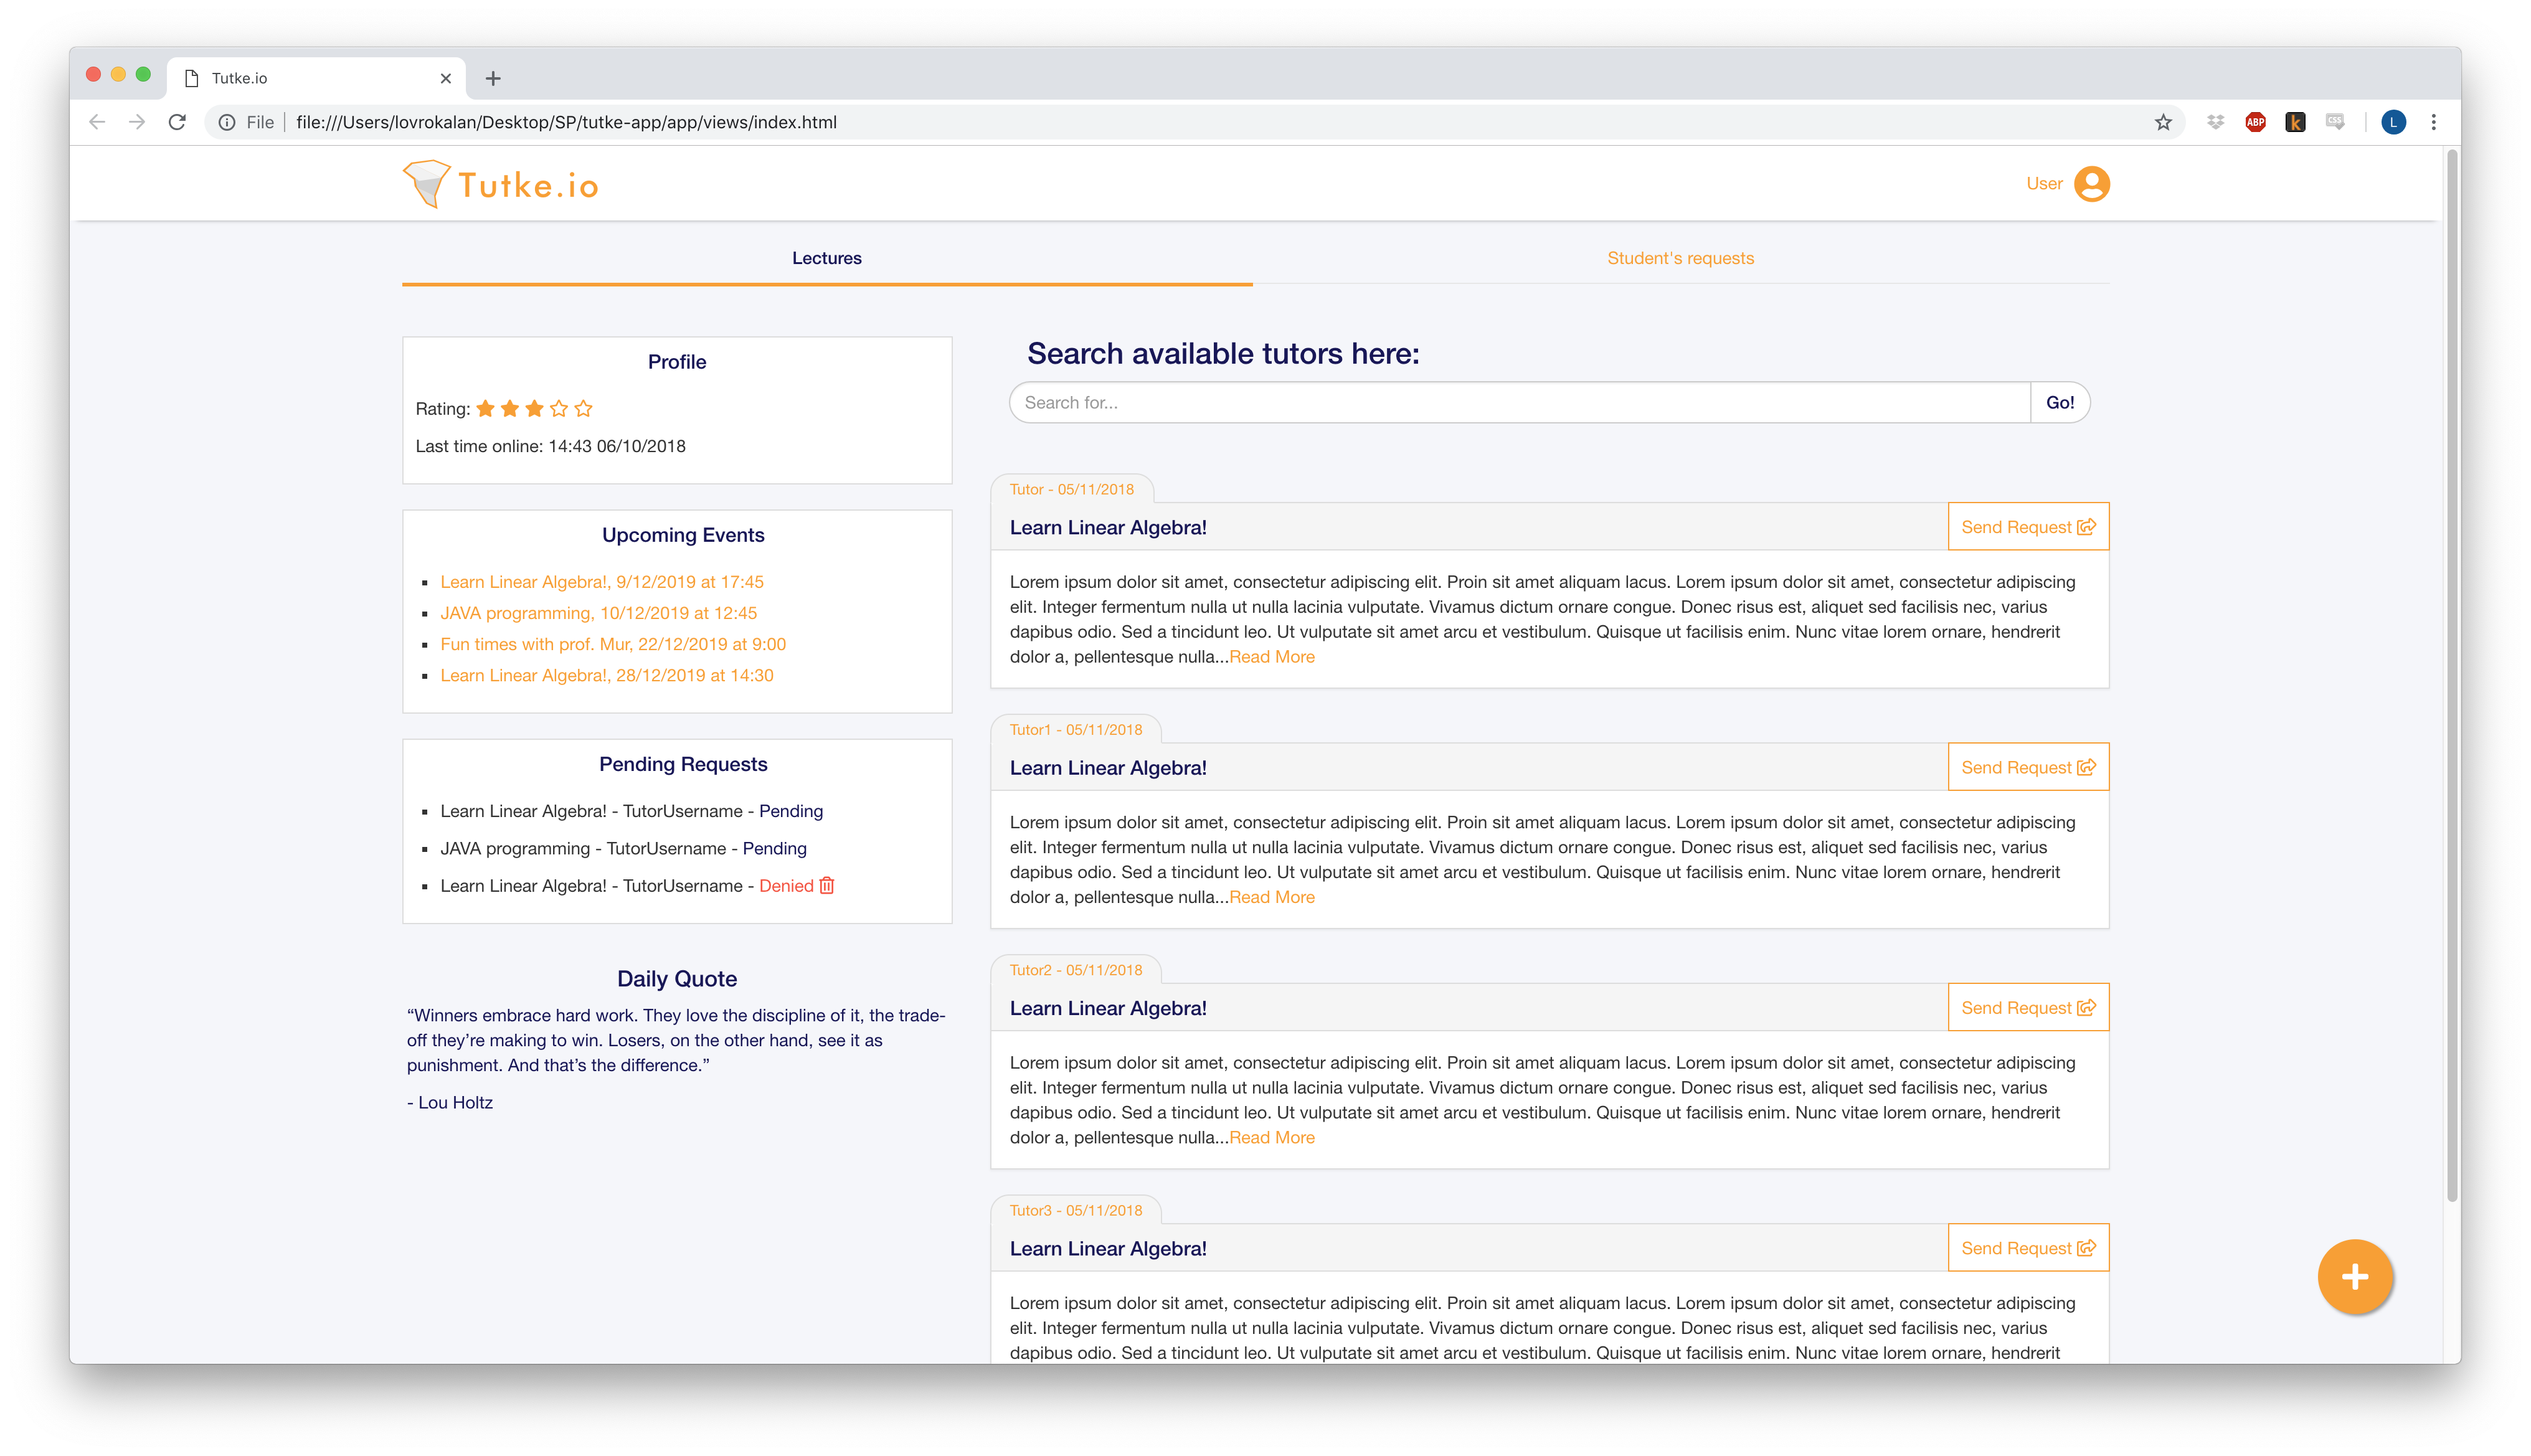 Tutke.io
File
file:///Users/lovrokalan/Desktop/SP/tutke-app/app/views/index.html
ABP
k
CSS
L
Tutke.io
User
Lectures
Student's requests
Profile
Rating:
Last time online: 14:43 06/10/2018
Upcoming Events
Learn Linear Algebra!, 9/12/2019 at 17:45
JAVA programming, 10/12/2019 at 12:45
Fun times with prof. Mur, 22/12/2019 at 9:00
Learn Linear Algebra!, 28/12/2019 at 14:30
Pending Requests
Learn Linear Algebra! - TutorUsername - Pending
JAVA programming - TutorUsername - Pending
Learn Linear Algebra! - TutorUsername - Denied
Daily Quote
“Winners embrace hard work. They love the discipline of it, the trade-
off they’re making to win. Losers, on the other hand, see it as
punishment. And that’s the difference.”
- Lou Holtz
Search available tutors here:
Search for...
Go!
Tutor - 05/11/2018
Learn Linear Algebra!
Send Request
Lorem ipsum dolor sit amet, consectetur adipiscing elit. Proin sit amet aliquam lacus. Lorem ipsum dolor sit amet, consectetur adipiscing
elit. Integer fermentum nulla ut nulla lacinia vulputate. Vivamus dictum ornare congue. Donec risus est, aliquet sed facilisis nec, varius
dapibus odio. Sed a tincidunt leo. Ut vulputate sit amet arcu et vestibulum. Quisque ut facilisis enim. Nunc vitae lorem ornare, hendrerit
dolor a, pellentesque nulla...Read More
Tutor1 - 05/11/2018
Learn Linear Algebra!
Send Request
Lorem ipsum dolor sit amet, consectetur adipiscing elit. Proin sit amet aliquam lacus. Lorem ipsum dolor sit amet, consectetur adipiscing
elit. Integer fermentum nulla ut nulla lacinia vulputate. Vivamus dictum ornare congue. Donec risus est, aliquet sed facilisis nec, varius
dapibus odio. Sed a tincidunt leo. Ut vulputate sit amet arcu et vestibulum. Quisque ut facilisis enim. Nunc vitae lorem ornare, hendrerit
dolor a, pellentesque nulla...Read More
Tutor2 - 05/11/2018
Learn Linear Algebra!
Send Request
Lorem ipsum dolor sit amet, consectetur adipiscing elit. Proin sit amet aliquam lacus. Lorem ipsum dolor sit amet, consectetur adipiscing
elit. Integer fermentum nulla ut nulla lacinia vulputate. Vivamus dictum ornare congue. Donec risus est, aliquet sed facilisis nec, varius
dapibus odio. Sed a tincidunt leo. Ut vulputate sit amet arcu et vestibulum. Quisque ut facilisis enim. Nunc vitae lorem ornare, hendrerit
dolor a, pellentesque nulla...Read More
Tutor3 - 05/11/2018
Learn Linear Algebra!
Send Request
Lorem ipsum dolor sit amet, consectetur adipiscing elit. Proin sit amet aliquam lacus. Lorem ipsum dolor sit amet, consectetur adipiscing
elit. Integer fermentum nulla ut nulla lacinia vulputate. Vivamus dictum ornare congue. Donec risus est, aliquet sed facilisis nec, varius
dapibus odio. Sed a tincidunt leo. Ut vulputate sit amet arcu et vestibulum. Quisque ut facilisis enim. Nunc vitae lorem ornare, hendrerit